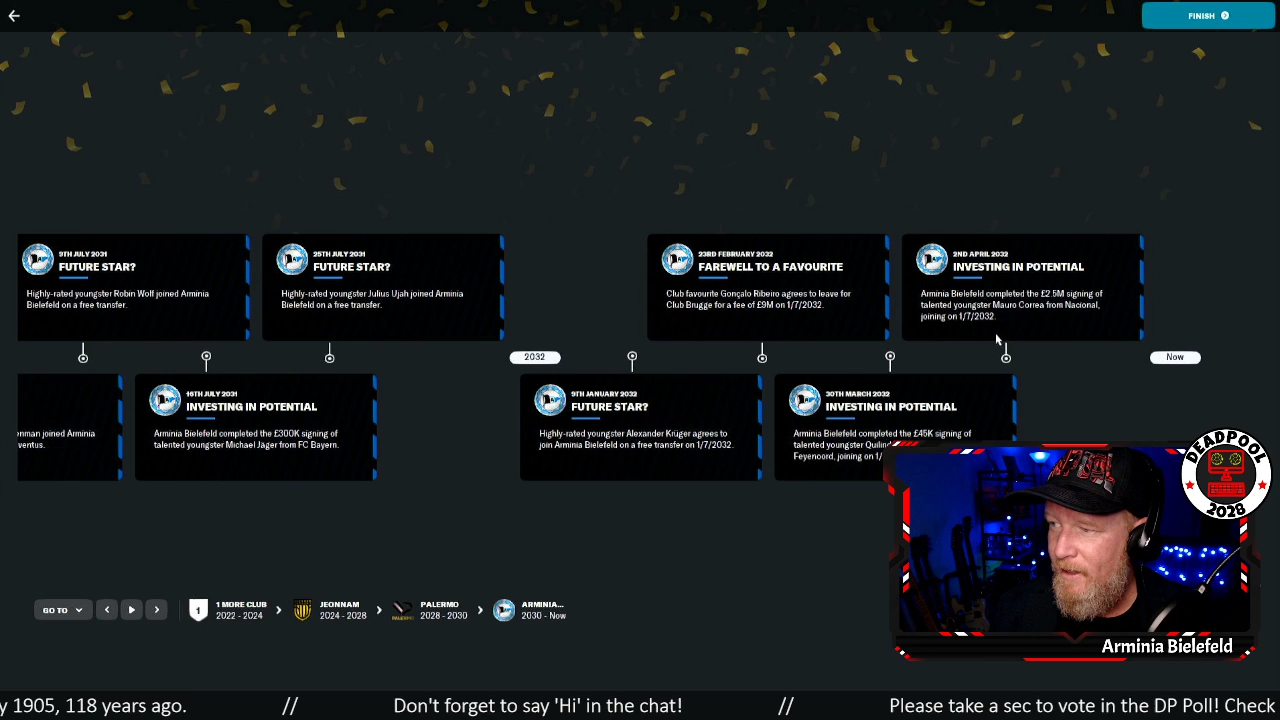 FINISH
9TH JULY 2031
FUTURE STAR?
Highly-rated youngster Robin Wolf joined Arminia
Bielefeld on a free transfer.
25TH JULY 2031
FUTURE STAR?
Highly-rated youngster Julius Ujah joined Arminia
Bielefeld on a free transfer.
23RD FEBRUARY 2032
FAREWELL TO A FAVOURITE
Club favourite Gonçalo Ribeiro agrees to leave for
Club Brugge for a fee of £9M on 1/7/2032.
2ND APRIL 2032
INVESTING IN POTENTIAL
Arminia Bielefeld completed the £2.5M signing of
talented youngster Mauro Correa from Nacional,
joining on 1/7/2032.
2032
Now
nman joined Arminia
ventus.
16TH JULY 2031
INVESTING IN POTENTIAL
Arminia Bielefeld completed the £300K signing of
talented youngster Michael Jäger from FC Bayern.
9TH JANUARY 2032
FUTURE STAR?
Highly-rated youngster Alexander Krüger agrees to
join Arminia Bielefeld on a free transfer on 1/7/2032.
30TH MARCH 2032
INVESTING IN POTENTIAL
Arminia Bielefeld completed the £45K signing of
talented youngster
Feyenoord, joining on 1/
DEADPOOL
2028
GO TO
1
1 MORE CLUB
2022 - 2024
JEONNAM
2024 - 2028
PALERMO
2028 - 2030
ARMINIA...
2030 - Now
Arminia Bielefeld
y 1905, 118 years ago. // Don't forget to say 'Hi' in the chat! // Please take a sec to vote in the DP Poll! Check